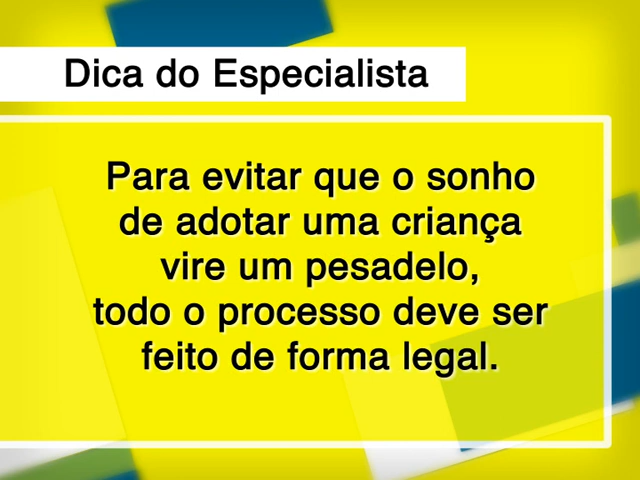 Dica do Especialista
Para evitar que o sonho
de adotar uma criança
vire um pesadelo,
todo o processo deve ser
feito de forma legal.